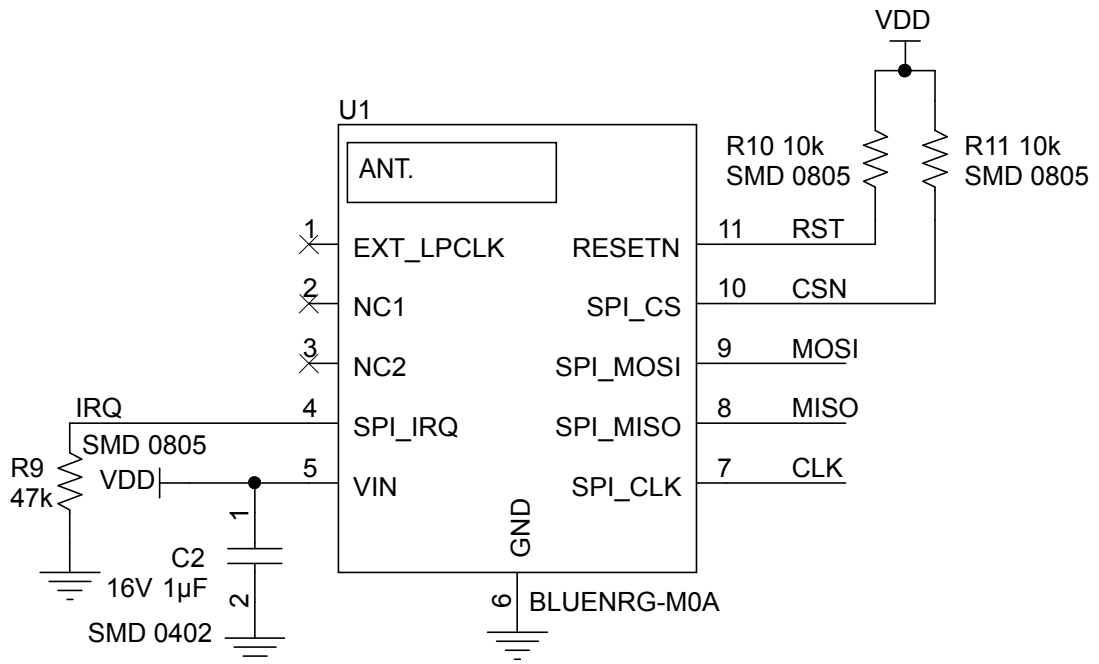 VDD
U1
ANT.
R10 10k
SMD 0805
R11 10k
SMD 0805
1
EXT_LPCLK
RESETN
11
RST
2
NC1
SPI_CS
10
CSN
3
NC2
SPI_MOSI
9
MOSI
IRQ
4
SPI_IRQ
SPI_MISO
8
MISO
SMD 0805
R9
47k
VDD
5
VIN
SPI_CLK
7
CLK
1
C2
16V 1µF
2
SMD 0402
GND
6
BLUENRG-M0A